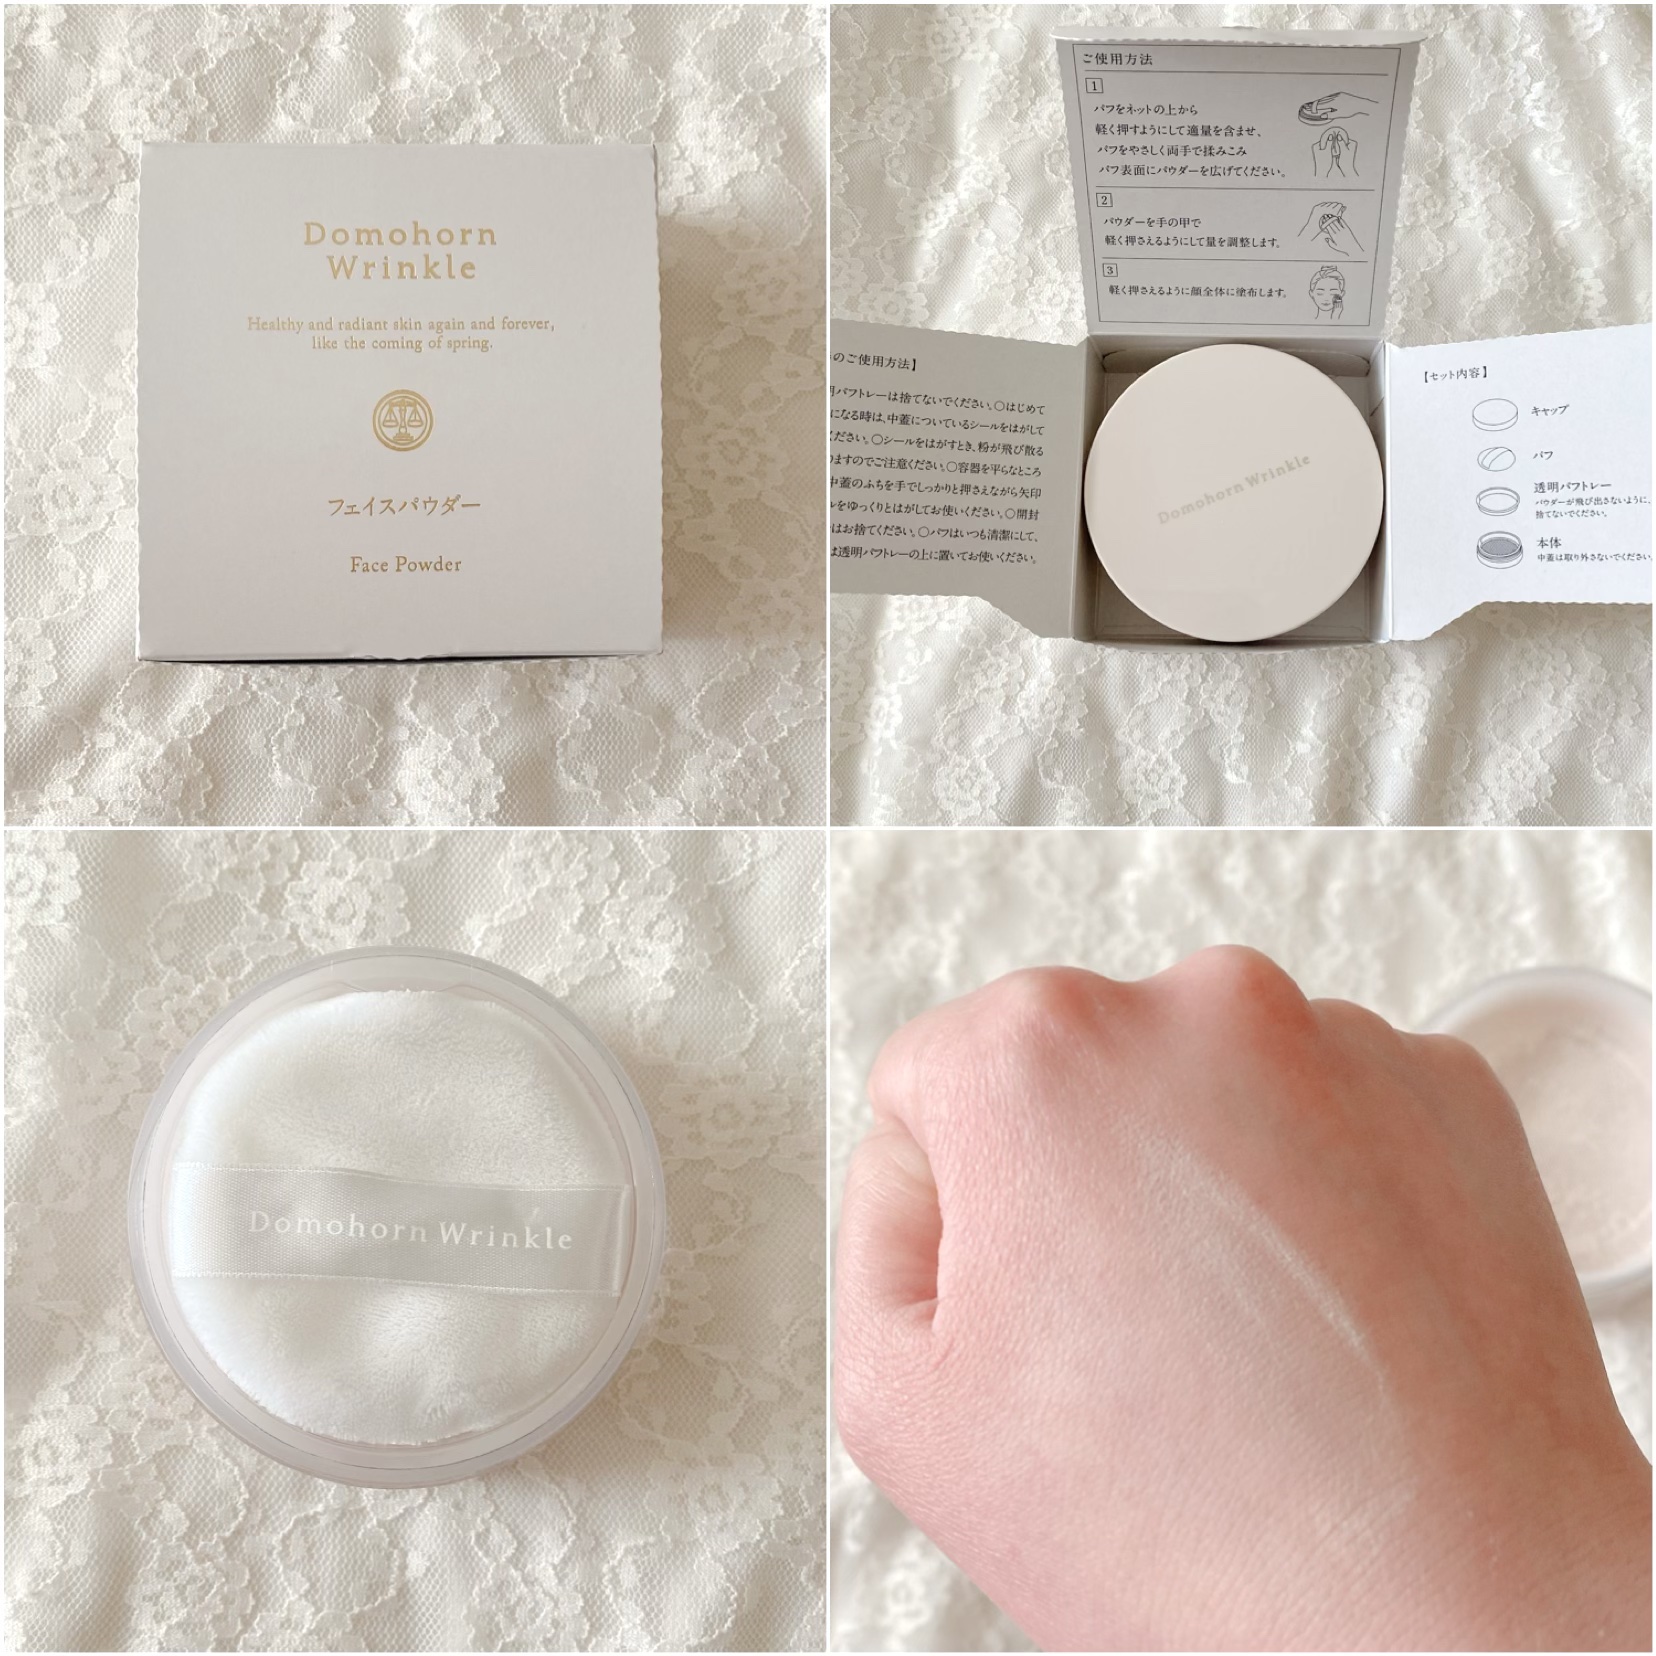 Domohorn
Wrinkle
Healthy and radiant skin again and forever,
like the coming of spring.
フェイスパウダー
Face Powder
ご使用方法
1
パフをネットの上から
軽く押すようにして適量を含ませ、
パフをやさしく両手で揉みこみ
パフ表面にパウダーを広げてください。
2
パウダーを手の甲で
軽く押さえるようにして量を調整します。
3
軽く押さえるように顔全体に塗布します。
のご使用方法】
パフトレーは捨てないでください。○はじめて
になる時は、中蓋についているシールをはがして
ください。○シールをはがすとき、粉が飛び散る
ますのでご注意ください。○容器を平らなところ
中蓋のふちを手でしっかりと押さえながら矢印
ルをゆっくりとはがしてお使いください。○開封
はお捨てください。○パフはいつも清潔にして、
は透明パフトレーの上に置いてお使いください。
Domohorn Wrinkle
【セット内容】
キャップ
パフ
透明パフトレー
パウダーが飛び出さないように、
捨てないでください。
本体
中蓋は取り外さないでください。
Domohorn Wrinkle